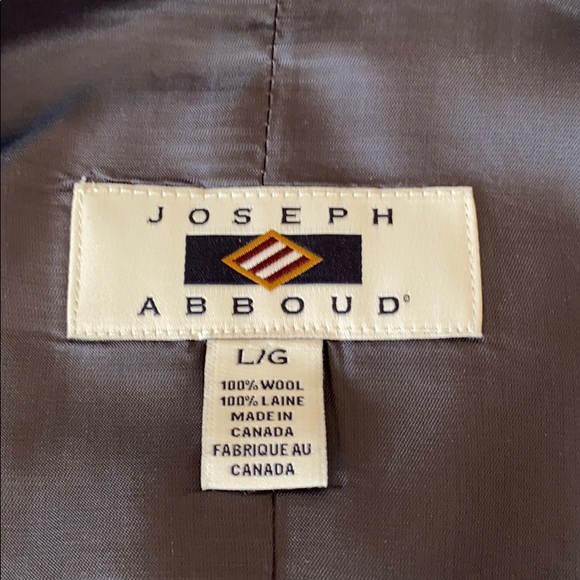 JOSEPH
ABBOUD
L/G
100% WOOL
100% LAINE
MADE IN
CANADA
FABRIQUE AU
CANADA